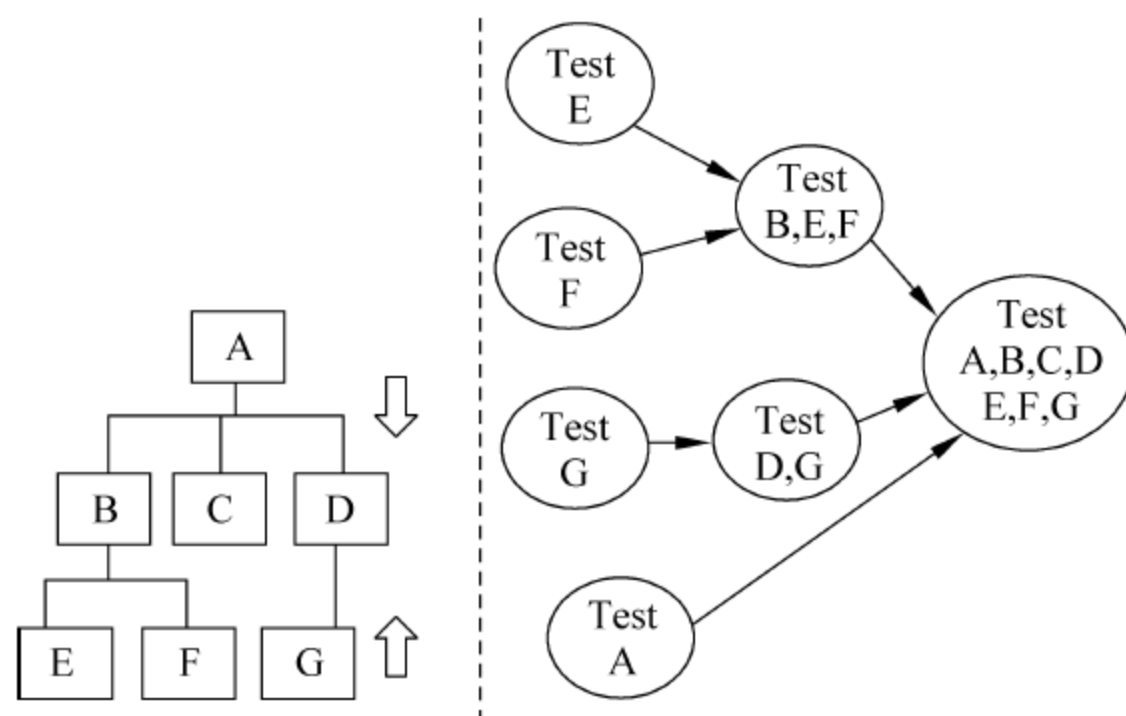 A
B
C
D
E
F
G
Test
E
Test
F
Test
B,E,F
Test
G
Test
D,G
Test
A,B,C,D
E,F,G
Test
A